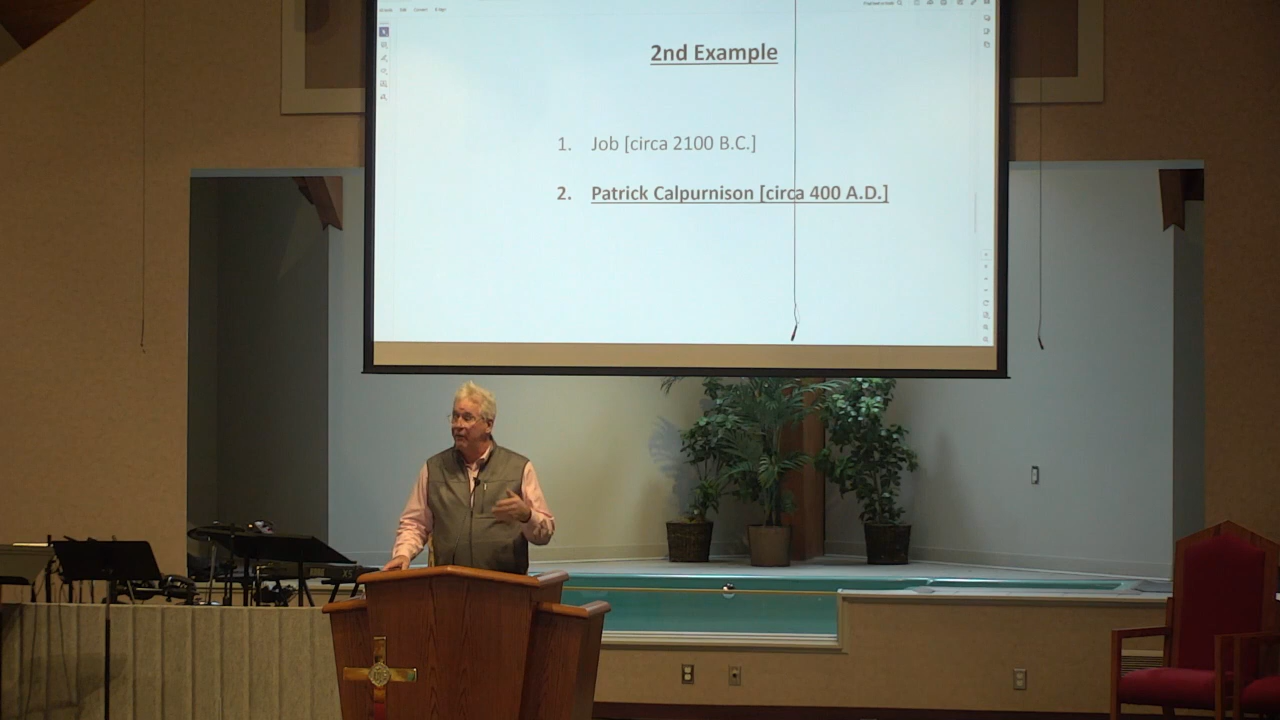 2nd Example
1. Job [circa 2100 B.C.]
2. Patrick Calpurnison [circa 400 A.D.]